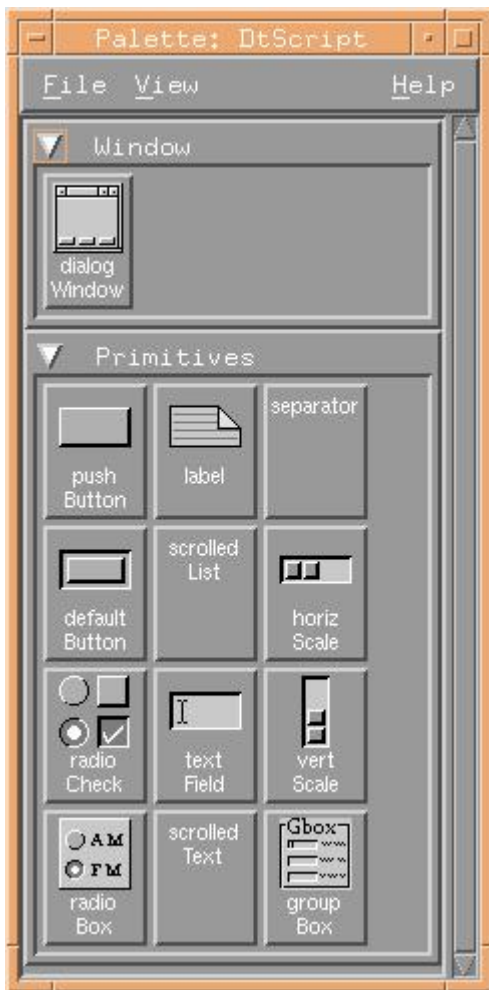 Palette: DtScript
File View Help
Window
dialog
Window
Primitives
push
Button
label
separator
default
Button
scrolled
List
horiz
Scale
radio
Check
text
Field
vert
Scale
AM
FM
radio
Box
scrolled
Text
Gbox
group
Box